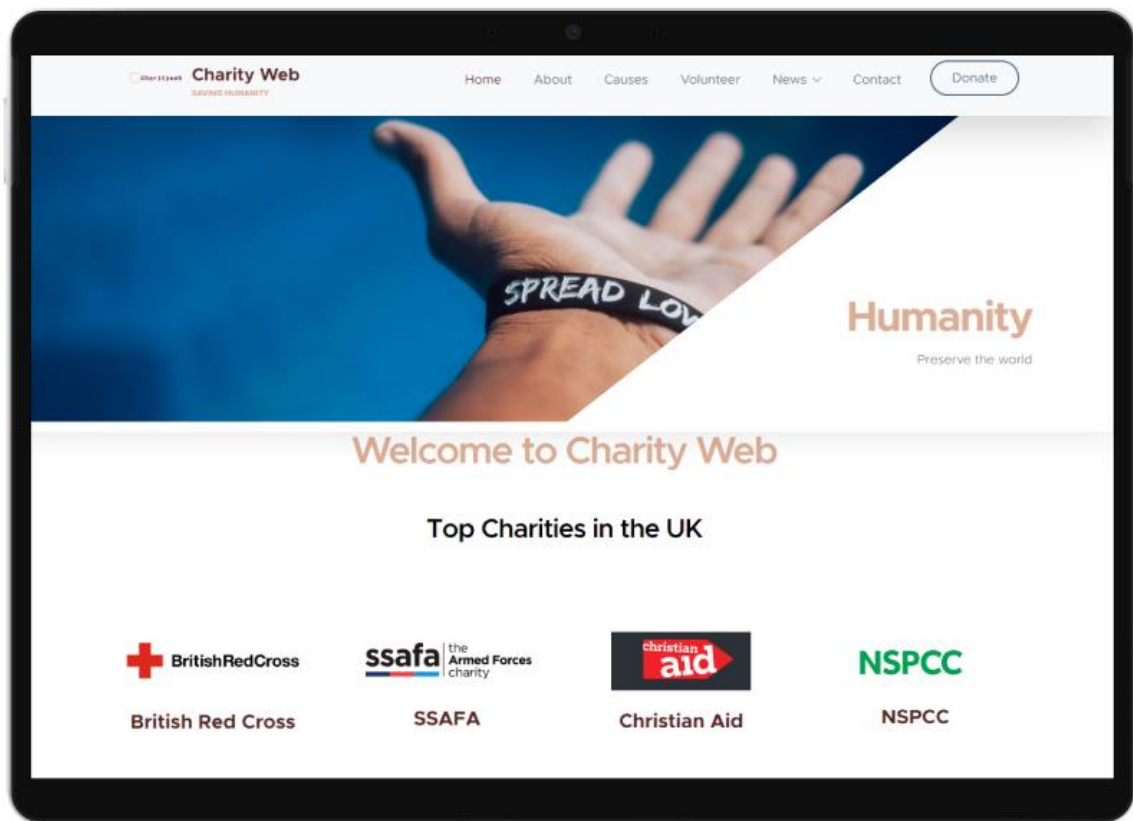 Charityweb Charity Web
SAVING HUMANITY
Home About Causes Volunteer News Contact Donate
SPREAD LOV
Humanity
Preserve the world
Welcome to Charity Web
Top Charities in the UK
BritishRedCross
ssafa the Armed Forces charity
christian aid
NSPCC
British Red Cross
SSAFA
Christian Aid
NSPCC